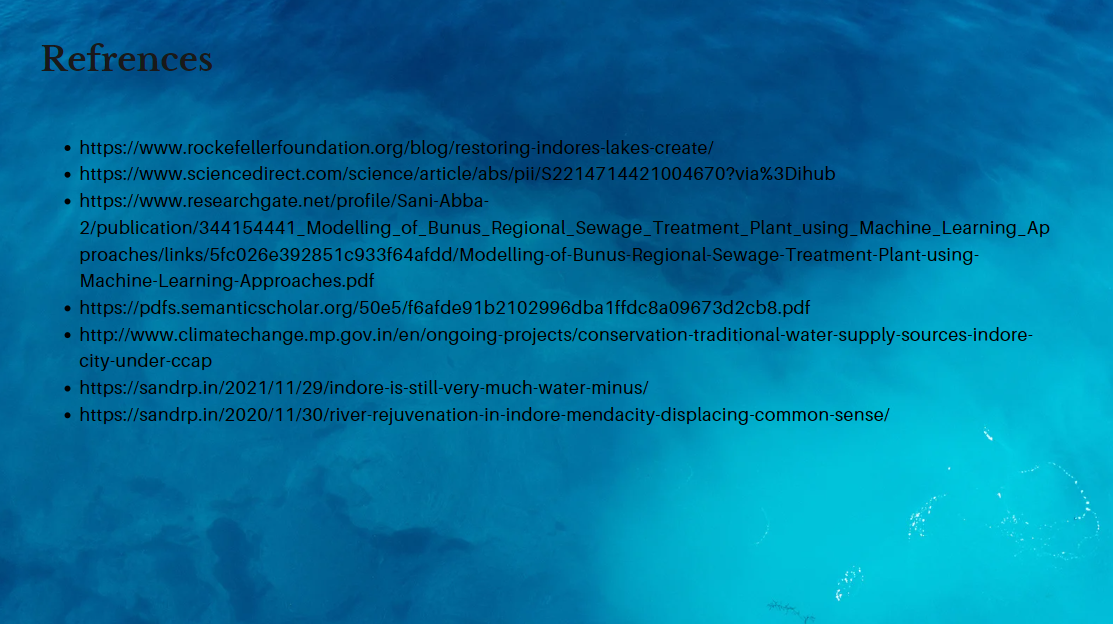 Refrences
• https://www.rockefellerfoundation.org/blog/restoring-indores-lakes-create/
• https://www.sciencedirect.com/science/article/abs/pii/S2214714421004670?via%3Dihub
• https://www.researchgate.net/profile/Sani-Abba-
2/publication/344154441_Modelling_of_Bunus_Regional_Sewage_Treatment_Plant_using_Machine_Learning_Ap
proaches/links/5fc026e392851c933f64afdd/Modelling-of-Bunus-Regional-Sewage-Treatment-Plant-using-
Machine-Learning-Approaches.pdf
• https://pdfs.semanticscholar.org/50e5/f6afde91b2102996dba1ffdc8a09673d2cb8.pdf
• http://www.climatechange.mp.gov.in/en/ongoing-projects/conservation-traditional-water-supply-sources-indore-
city-under-ccap
• https://sandrp.in/2021/11/29/indore-is-still-very-much-water-minus/
• https://sandrp.in/2020/11/30/river-rejuvenation-in-indore-mendacity-displacing-common-sense/